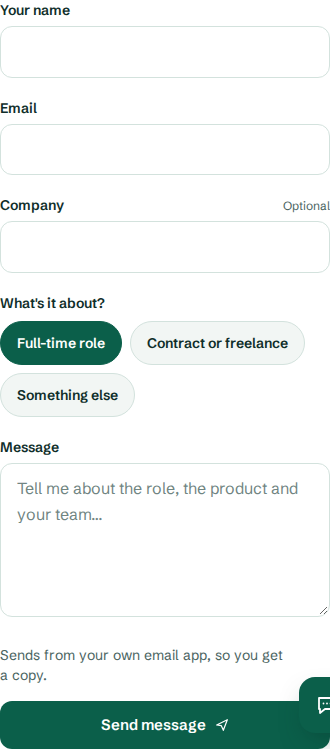 Your name
Email
Company Optional
What's it about?
Full-time role Contract or freelance
Something else
Message
Tell me about the role, the product and
your team...
Sends from your own email app, so you get
a copy.
Send message